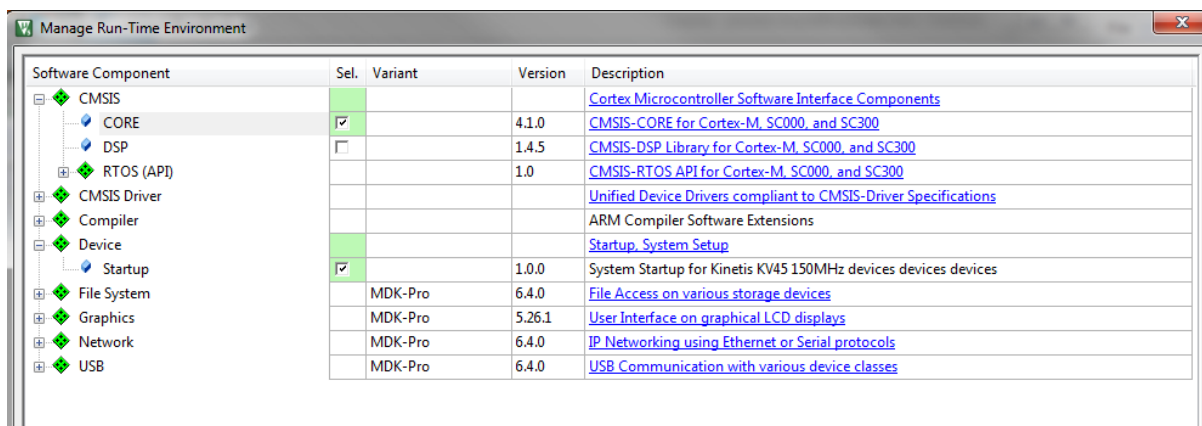 Manage Run-Time Environment
Software Component Sel. Variant Version Description
CMSIS Cortex Microcontroller Software Interface Components
CORE 4.1.0 CMSIS-CORE for Cortex-M, SC000, and SC300
DSP 1.4.5 CMSIS-DSP Library for Cortex-M, SC000, and SC300
RTOS (API) 1.0 CMSIS-RTOS API for Cortex-M, SC000, and SC300
CMSIS Driver Unified Device Drivers compliant to CMSIS-Driver Specifications
Compiler ARM Compiler Software Extensions
Device Startup, System Setup
Startup 1.0.0 System Startup for Kinetis KV45 150MHz devices devices devices
File System MDK-Pro 6.4.0 File Access on various storage devices
Graphics MDK-Pro 5.26.1 User Interface on graphical LCD displays
Network MDK-Pro 6.4.0 IP Networking using Ethernet or Serial protocols
USB MDK-Pro 6.4.0 USB Communication with various device classes